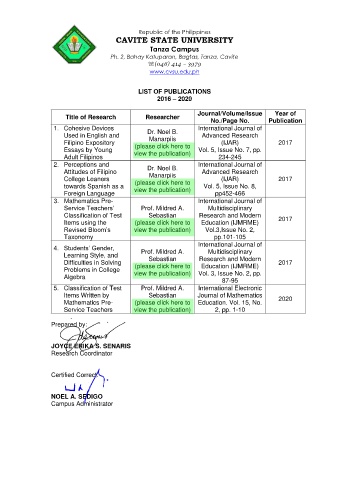 Republic of the Philippines
CAVITE STATE UNIVERSITY
Tanza Campus
Ph. 2, Bahay Katuparan, Bagtas, Tanza, Cavite
Tel (046) 414 – 3979
www.cvsu.edu.ph
LIST OF PUBLICATIONS
2016 – 2020
Title of Research
Researcher
Journal/Volume/Issue
No./Page No.
Year of
Publication
1. Cohesive Devices
Used in English and
Filipino Expository
Essays by Young
Adult Filipinos
Dr. Noel B.
Manarpiis
(please click here to
view the publication)
International Journal of
Advanced Research
(IJAR)
Vol. 5, Issue No. 7, pp.
234-245
2017
2. Perceptions and
Attitudes of Filipino
College Leaners
towards Spanish as a
Foreign Language
Dr. Noel B.
Manarpiis
(please click here to
view the publication)
International Journal of
Advanced Research
(IJAR)
Vol. 5, Issue No. 8,
pp452-466
2017
3. Mathematics Pre-
Service Teachers'
Classification of Test
Items using the
Revised Bloom's
Taxonomy
Prof. Mildred A.
Sebastian
(please click here to
view the publication)
International Journal of
Multidisciplinary
Research and Modern
Education (IJMRME)
Vol.3,Issue No. 2,
pp.101-105
2017
4. Students' Gender,
Learning Style, and
Difficulties in Solving
Problems in College
Algebra
Prof. Mildred A.
Sebastian
(please click here to
view the publication)
International Journal of
Multidisciplinary
Research and Modern
Education (IJMRME)
Vol. 3, Issue No. 2, pp.
87-95
2017
5. Classification of Test
Items Written by
Mathematics Pre-
Service Teachers
Prof. Mildred A.
Sebastian
(please click here to
view the publication)
International Electronic
Journal of Mathematics
Education. Vol. 15, No.
2, pp. 1-10
2020
Prepared by:
JOYCE ERIKA S. SENARIS
Research Coordinator
Certified Correct:
NOEL A. SEDIGO
Campus Administrator